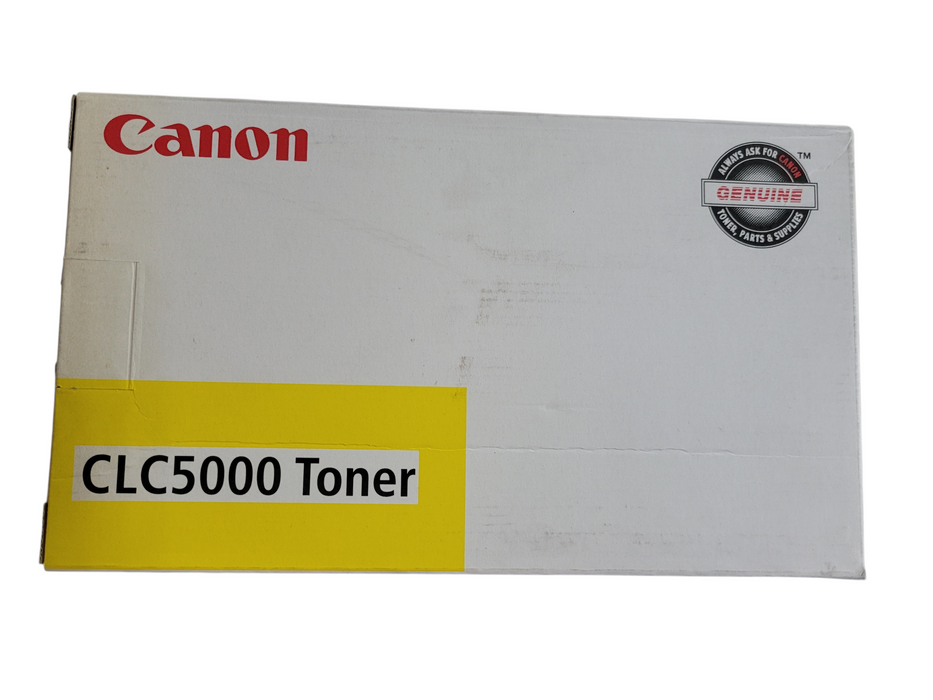 Canon
ALWAYS ASK FOR CANON
GENUINE
TONER, PARTS & SUPPLIES
TM
CLC5000 Toner